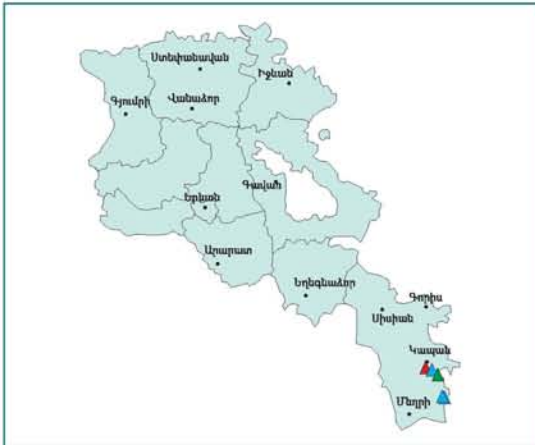 Ստեփանավան
Իջևան
Գյումրի
Վանաձոր
Գավառ
Երևան
Արարատ
Եղեգնաձոր
Գորիս
Սիսիան
Կապան
Մեղրի